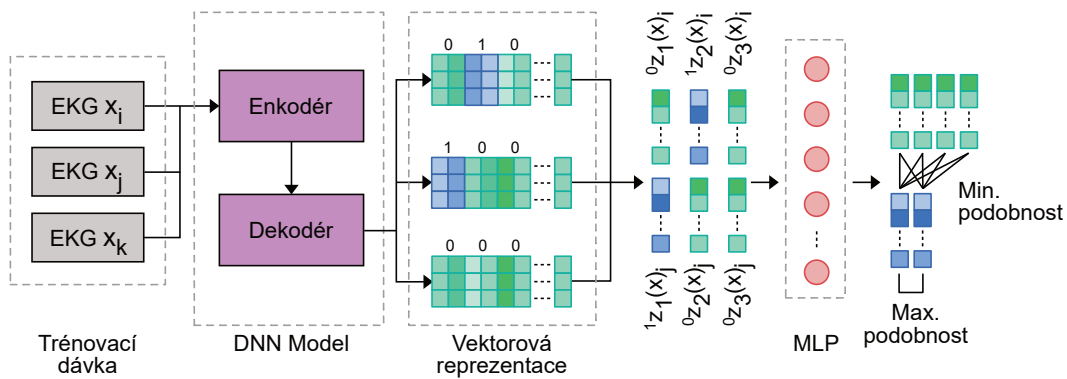 EKG xi
EKG xj
EKG xk
Trénovací
dávka
Enkodér
Dekodér
DNN Model
0 1 0
1 0 0
0 0 0
Vektorová
reprezentace
0z1(x)i
1z2(x)i
0z3(x)i
1z1(x)j
0z2(x)j
0z3(x)j
MLP
Min.
podobnost
Max.
podobnost